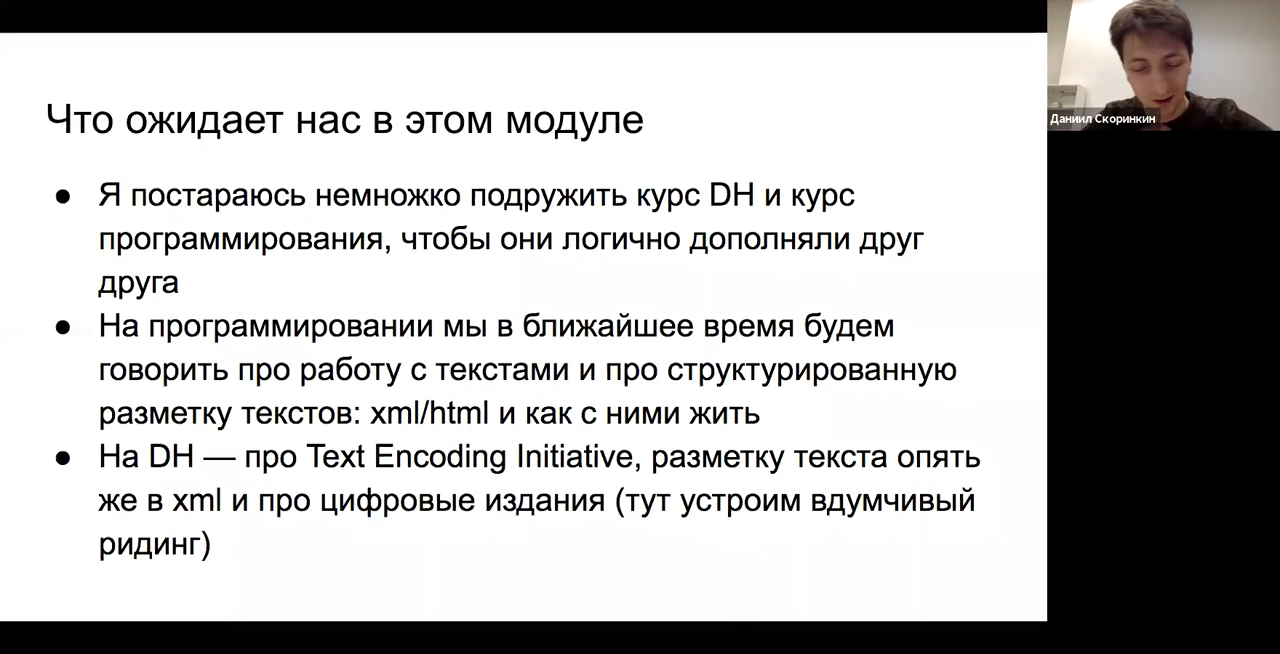 Что ожидает нас в этом модуле
● Я постараюсь немножко подружить курс DH и курс
программирования, чтобы они логично дополняли друг
друга
● На программировании мы в ближайшее время будем
говорить про работу с текстами и про структурированную
разметку текстов: xml/html и как с ними жить
● На DH — про Text Encoding Initiative, разметку текста опять
же в xml и про цифровые издания (тут устроим вдумчивый
ридинг)
Даниил Скоринкин